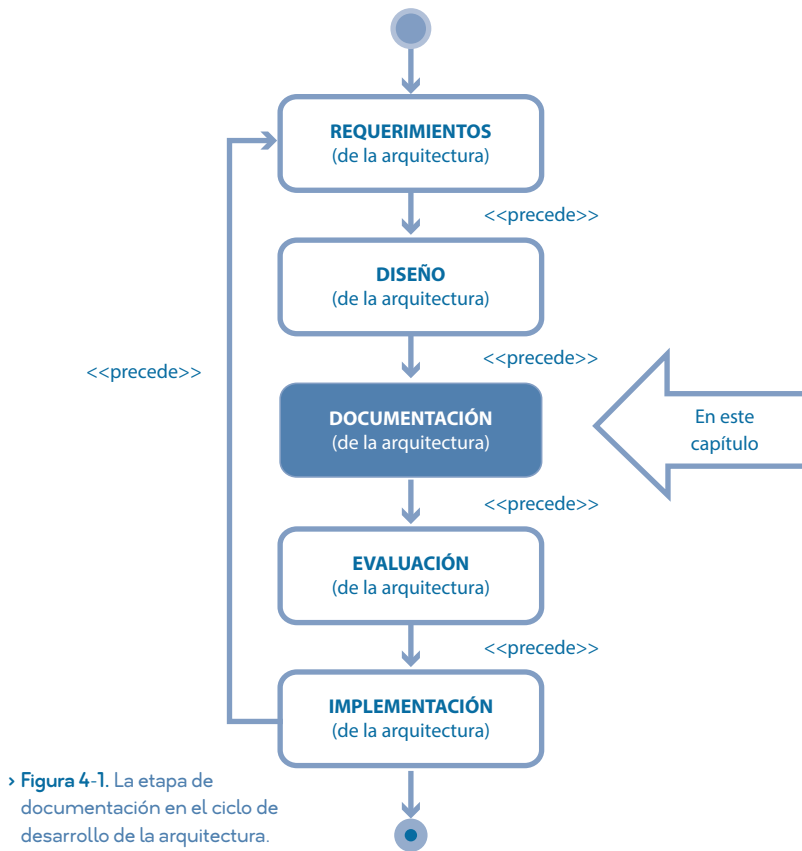 REQUERIMIENTOS
(de la arquitectura)
<<precede>>
DISEÑO
(de la arquitectura)
<<precede>>
<<precede>>
DOCUMENTACIÓN
(de la arquitectura)
En este
capítulo
<<precede>>
EVALUACIÓN
(de la arquitectura)
<<precede>>
IMPLEMENTACIÓN
(de la arquitectura)
› Figura 4-1. La etapa de
documentación en el ciclo de
desarrollo de la arquitectura.